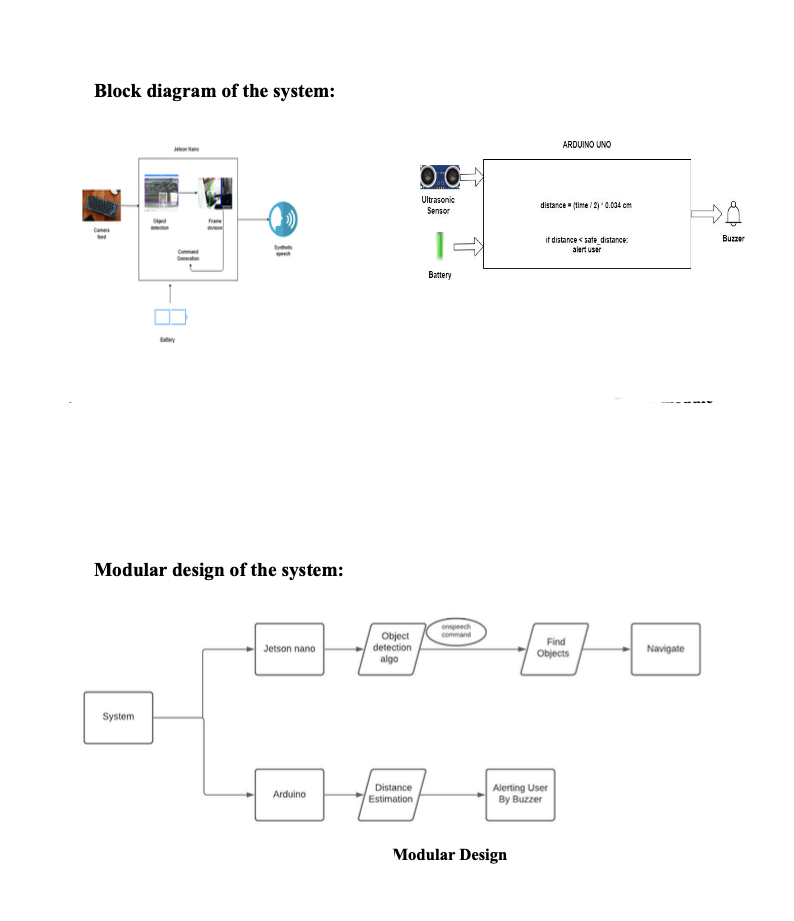 Block diagram of the system:
Jetson Nano
Camera
feed
Object
detection
Frame
division
Command
Generation
Synthetic
speech
Battery
ARDUINO UNO
Ultrasonic
Sensor
distance = (time / 2) * 0.034 cm
if distance < safe_distance:
alert user
Buzzer
Battery
Modular design of the system:
System
Jetson nano
Object
detection
algo
onspeech
command
Find
Objects
Navigate
Arduino
Distance
Estimation
Alerting User
By Buzzer
Modular Design